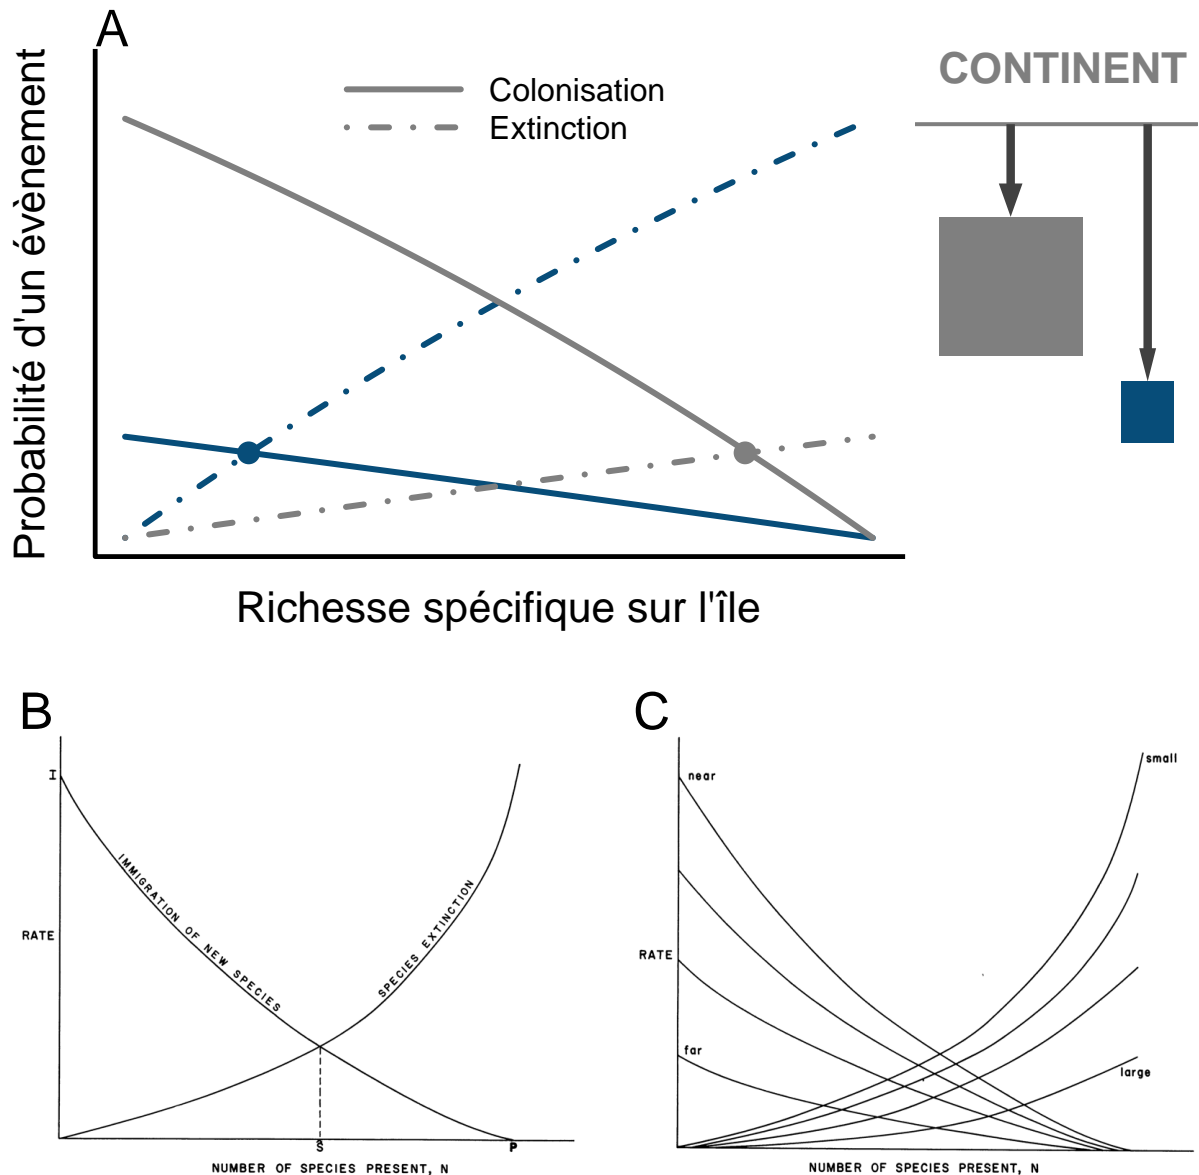 A
Probabilité d'un évènement
Colonisation
Extinction
Richesse spécifique sur l'île
CONTINENT
B
I
RATE
IMMIGRATION OF NEW SPECIES
SPECIES EXTINCTION
S
P
NUMBER OF SPECIES PRESENT, N
C
near
small
RATE
far
large
NUMBER OF SPECIES PRESENT, N